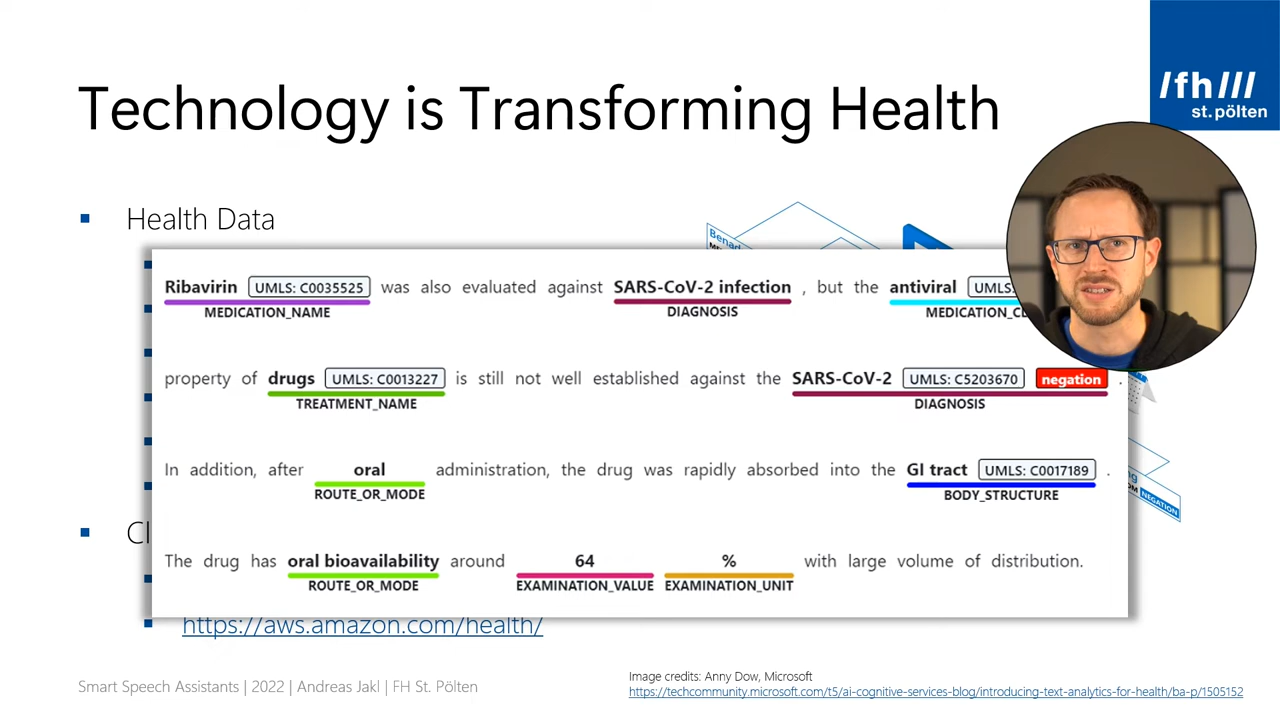 /fh///
st.pölten
Technology is Transforming Health
Health Data
Ribavirin UMLS: C0035525 was also evaluated against SARS-CoV-2 infection , but the antiviral UMLS
MEDICATION_NAME DIAGNOSIS
property of drugs UMLS: C0013227 is still not well established against the SARS-CoV-2 UMLS: C5203670 negation .
TREATMENT_NAME DIAGNOSIS
In addition, after oral administration, the drug was rapidly absorbed into the GI tract UMLS: C0017189 .
ROUTE_OR_MODE BODY_STRUCTURE
NEGATION
The drug has oral bioavailability around 64 % with large volume of distribution.
ROUTE_OR_MODE EXAMINATION_VALUE EXAMINATION_UNIT
https://aws.amazon.com/health/
Smart Speech Assistants | 2022 | Andreas Jakl | FH St. Pölten
Image credits: Anny Dow, Microsoft
https://techcommunity.microsoft.com/t5/ai-cognitive-services-blog/introducing-text-analytics-for-health/ba-p/1505152